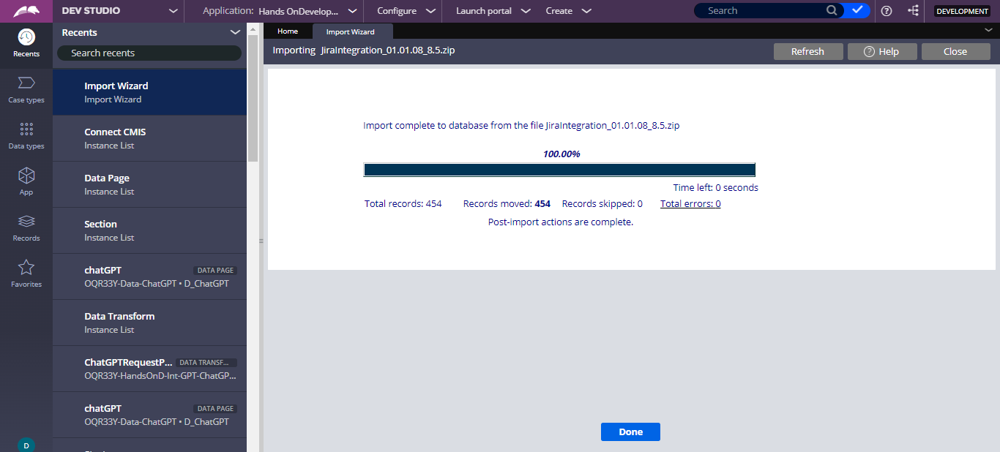 DEV STUDIO
Application: Hands OnDevelop...
Configure
Launch portal
Create
Search
DEVELOPMENT
Recents
Case types
Data types
App
Records
Favorites
D
Recents
Search recents
Import Wizard
Import Wizard
Connect CMIS
Instance List
Data Page
Instance List
Section
Instance List
chatGPT DATA PAGE
OQR33Y-Data-ChatGPT • D_ChatGPT
Data Transform
Instance List
ChatGPTRequestP... DATA TRANSF...
OQR33Y-HandsOnD-Int-GPT-ChatGP...
chatGPT DATA PAGE
OQR33Y-Data-ChatGPT • D_ChatGPT
Home
Import Wizard
Importing JiraIntegration_01.01.08_8.5.zip
Refresh
Help
Close
Import complete to database from the file JiraIntegration_01.01.08_8.5.zip
100.00%
Time left: 0 seconds
Total records: 454 Records moved: 454 Records skipped: 0 Total errors: 0
Post-import actions are complete.
Done